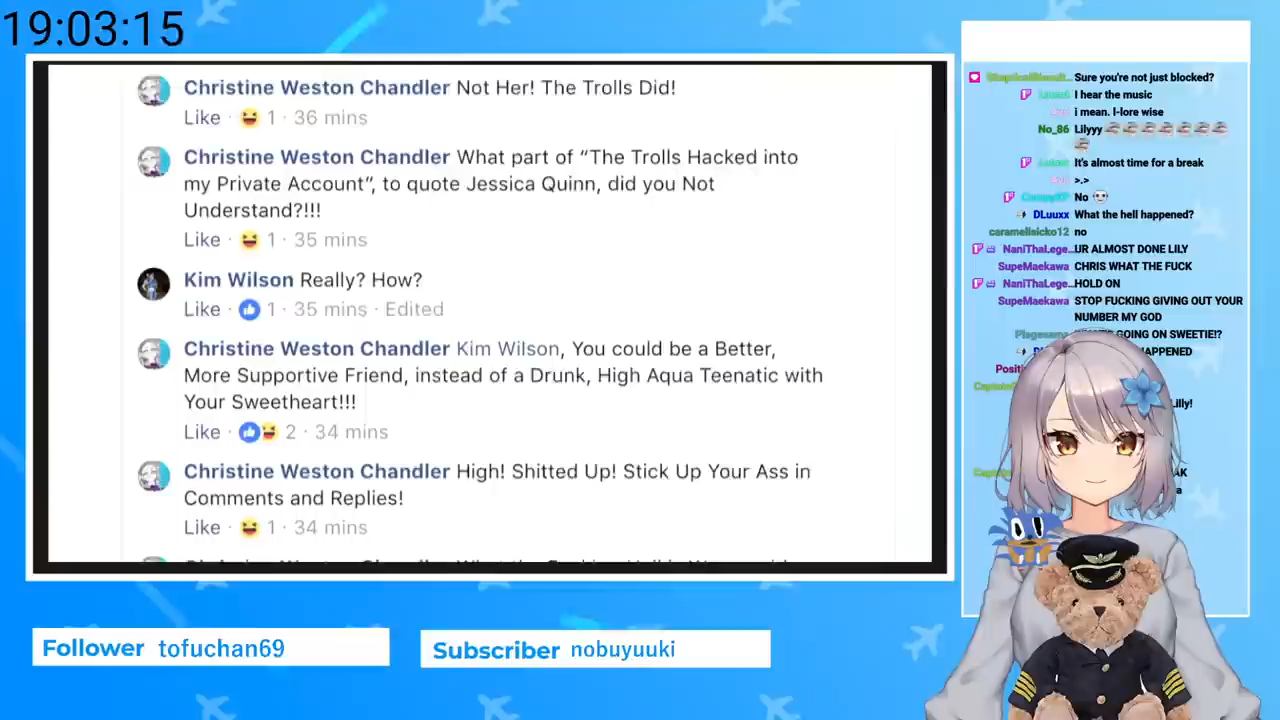 19:03:15
Christine Weston Chandler Not Her! The Trolls Did!
Like · 1 · 36 mins
Christine Weston Chandler What part of “The Trolls Hacked into
my Private Account”, to quote Jessica Quinn, did you Not
Understand?!!!
Like · 1 · 35 mins
Kim Wilson Really? How?
Like · 1 · 35 mins · Edited
Christine Weston Chandler Kim Wilson, You could be a Better,
More Supportive Friend, instead of a Drunk, High Aqua Teenatic with
Your Sweetheart!!!
Like · 2 · 34 mins
Christine Weston Chandler High! Shitted Up! Stick Up Your Ass in
Comments and Replies!
Like · 1 · 34 mins
Sure you're not just blocked?
I hear the music
i mean. l-lore wise
No_86 Lilyyy
It's almost time for a break
>.>
No
DLuuxx What the hell happened?
caramellsicko12 no
NaniThaLege... UR ALMOST DONE LILY
SupeMaekawa CHRIS WHAT THE FUCK
NaniThaLege... HOLD ON
SupeMaekawa STOP FUCKING GIVING OUT YOUR
NUMBER MY GOD
GOING ON SWEETIE!?
Follower tofuchan69
Subscriber nobuyuuki